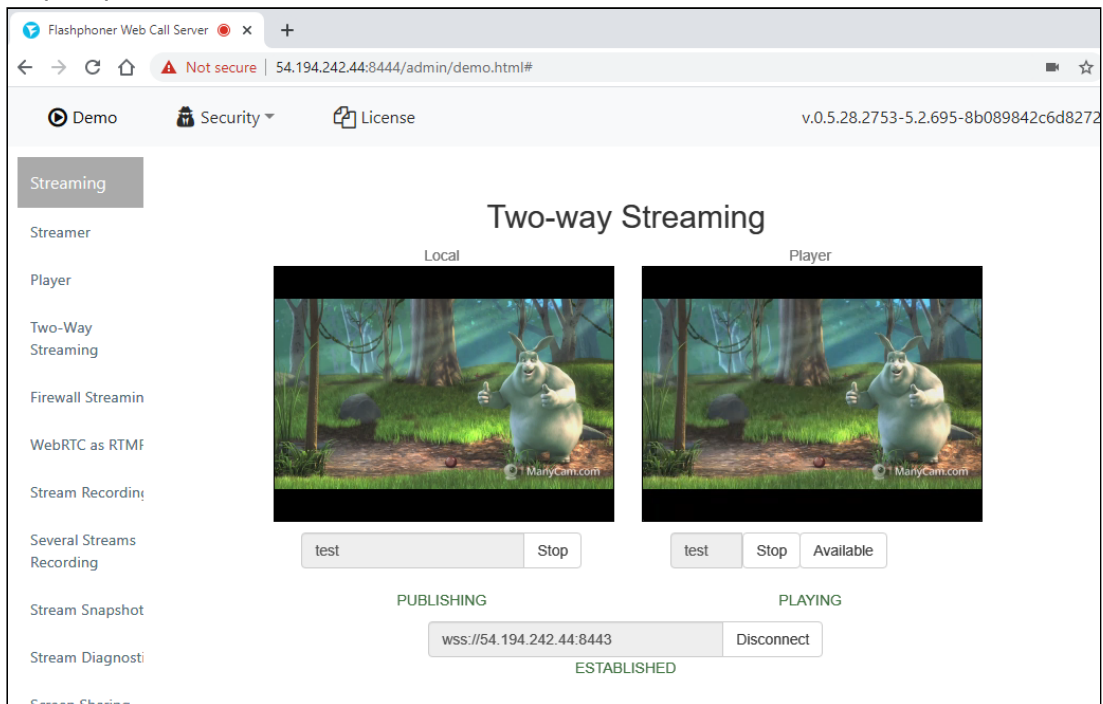 Flashphoner Web Call Server
Not secure | 54.194.242.44:8444/admin/demo.html#
Demo Security License v.0.5.28.2753-5.2.695-8b089842c6d8272
Streaming
Streamer
Player
Two-Way
Streaming
Firewall Streamin
WebRTC as RTMF
Stream Recording
Several Streams
Recording
Stream Snapshot
Stream Diagnosti
Two-way Streaming
Local Player
ManyCam.com ManyCam.com
test Stop test Stop Available
PUBLISHING PLAYING
wss://54.194.242.44:8443 Disconnect
ESTABLISHED